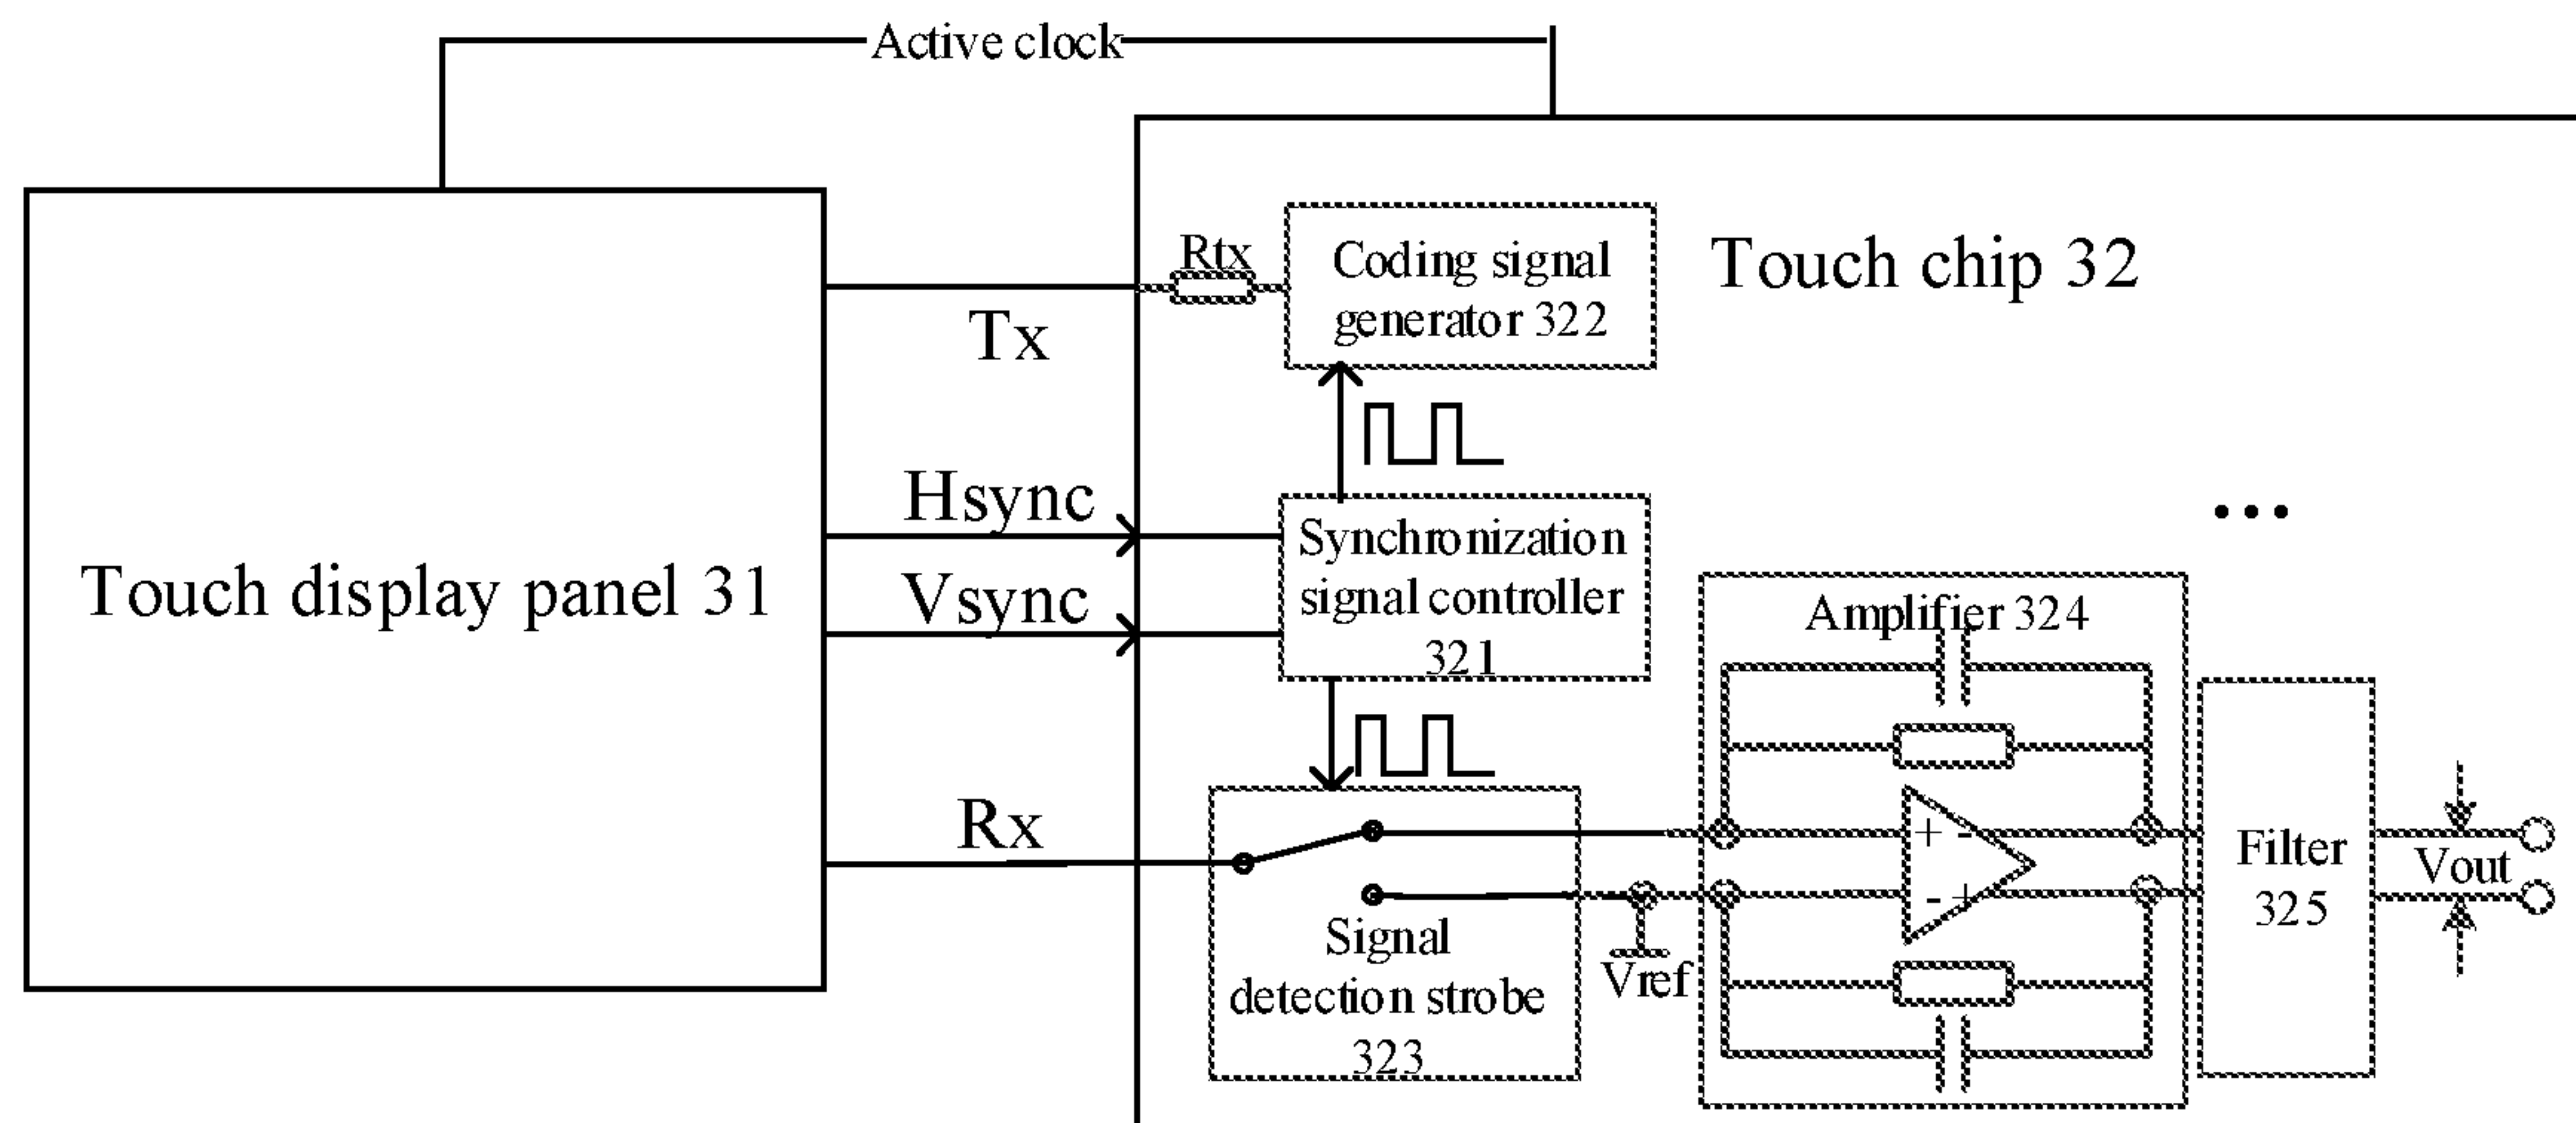 Active clock
Touch display panel 31
Tx
Hsync
Vsync
Rx
Touch chip 32
Rtx
Coding signal
generator 322
Synchronization
signal controller
321
Signal
detection strobe
323
Vref
Amplifier 324
+ -
- +
Filter
325
Vout
...